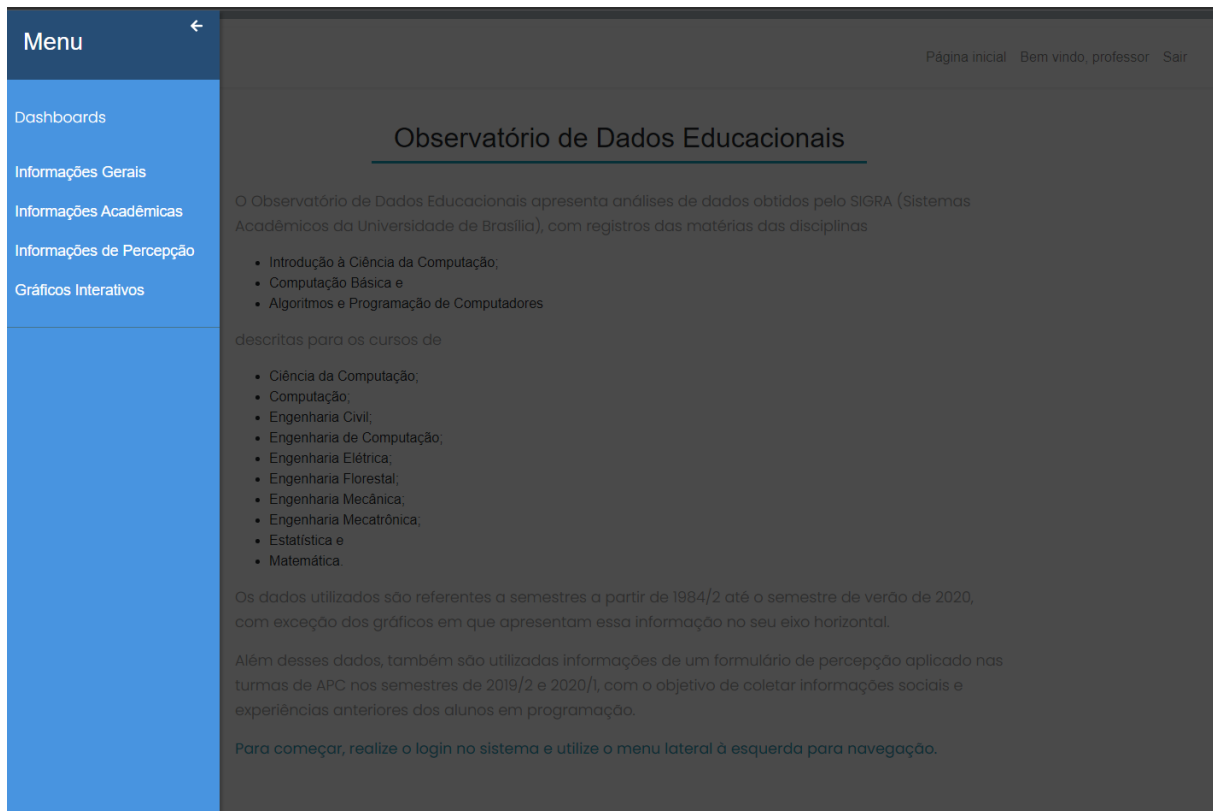 Menu
Dashboards
Informações Gerais
Informações Acadêmicas
Informações de Percepção
Gráficos Interativos
Página inicial Bem vindo, professor Sair
Observatório de Dados Educacionais
O Observatório de Dados Educacionais apresenta análises de dados obtidos pelo SIGRA (Sistemas
Acadêmicos da Universidade de Brasília), com registros das matérias das disciplinas
• Introdução à Ciência da Computação;
• Computação Básica e
• Algoritmos e Programação de Computadores
descritas para os cursos de
• Ciência da Computação;
• Computação;
• Engenharia Civil;
• Engenharia de Computação;
• Engenharia Elétrica;
• Engenharia Florestal;
• Engenharia Mecânica;
• Engenharia Mecatrônica;
• Estatística e
• Matemática.
Os dados utilizados são referentes a semestres a partir de 1984/2 até o semestre de verão de 2020,
com exceção dos gráficos em que apresentam essa informação no seu eixo horizontal.
Além desses dados, também são utilizadas informações de um formulário de percepção aplicado nas
turmas de APC nos semestres de 2019/2 e 2020/1, com o objetivo de coletar informações sociais e
experiências anteriores dos alunos em programação.
Para começar, realize o login no sistema e utilize o menu lateral à esquerda para navegação.